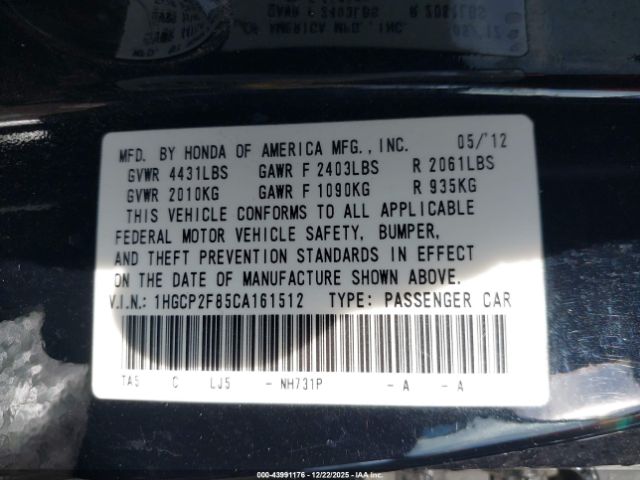 MFD. BY HONDA OF AMERICA MFG., INC. 05/'12
GVWR 4431LBS GAWR F 2403LBS R 2061LBS
GVWR 2010KG GAWR F 1090KG R 935KG
THIS VEHICLE CONFORMS TO ALL APPLICABLE
FEDERAL MOTOR VEHICLE SAFETY, BUMPER,
AND THEFT PREVENTION STANDARDS IN EFFECT
ON THE DATE OF MANUFACTURE SHOWN ABOVE.
V.I.N.: 1HGCP2F85CA161512 TYPE: PASSENGER CAR
TA5 C LJ5 - NH731P - A - A
000-43991176 - 12/22/2025 - IAAI.COM